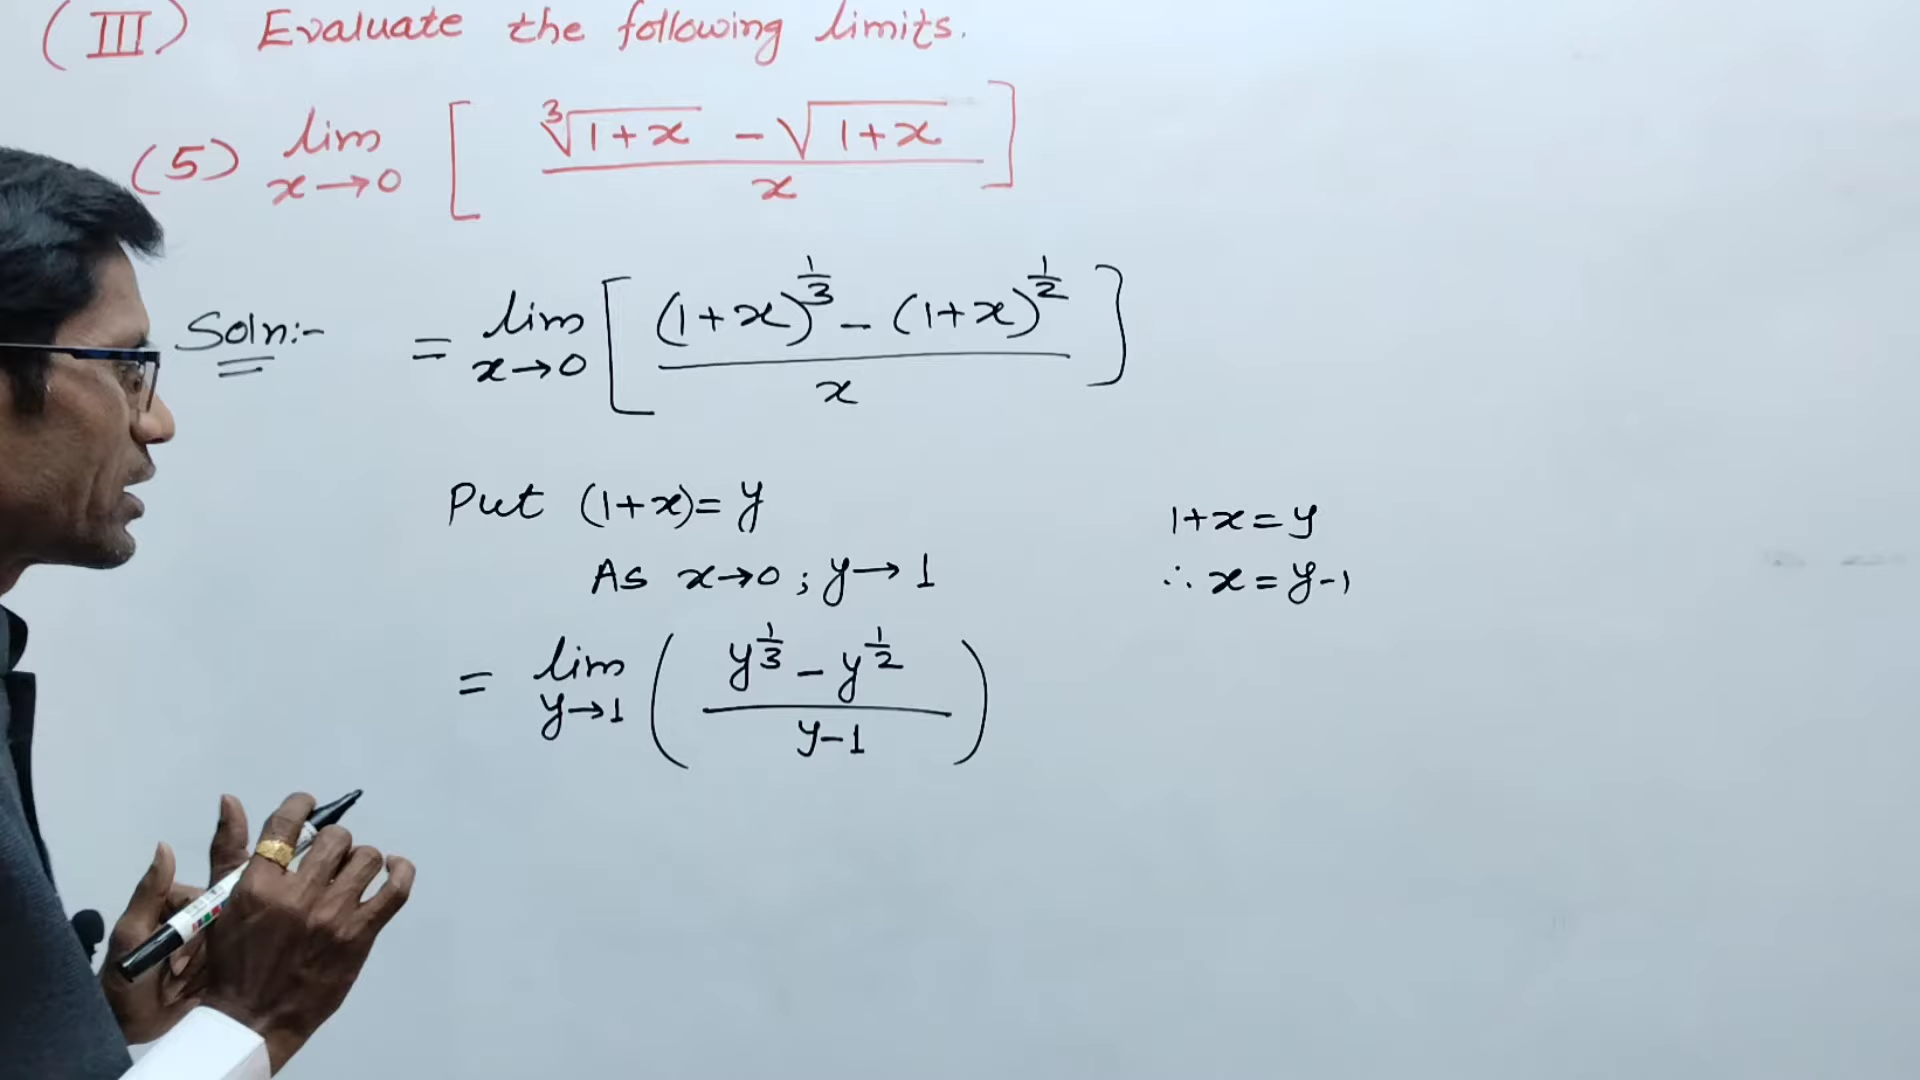 (III) Evaluate the following limits.
(5) lim x→0 [ (∛(1+x) - √(1+x)) / x ]
Soln:- = lim x→0 [ ((1+x)^(1/3) - (1+x)^(1/2)) / x ]
Put (1+x)=y
1+x=y
As x→0 ; y→1
∴ x=y-1
= lim y→1 ( (y^(1/3) - y^(1/2)) / (y-1) )